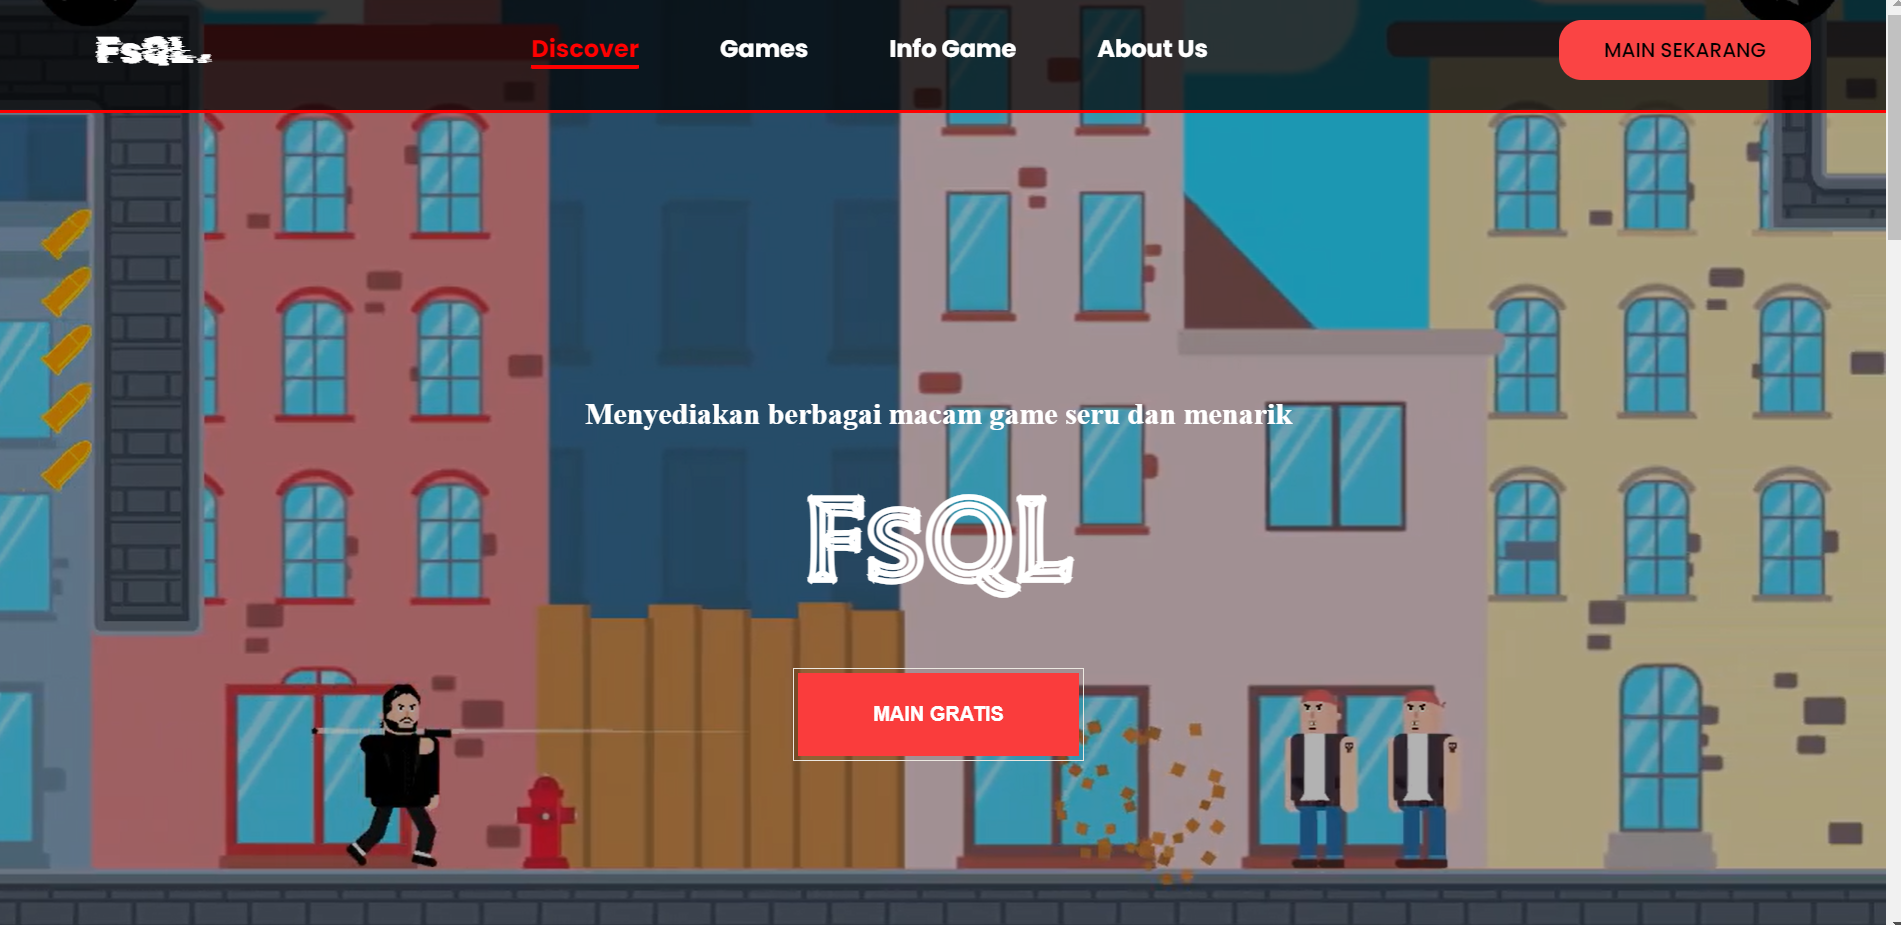 FsQL.
Discover
Games
Info Game
About Us
MAIN SEKARANG
Menyediakan berbagai macam game seru dan menarik
FsQL
MAIN GRATIS